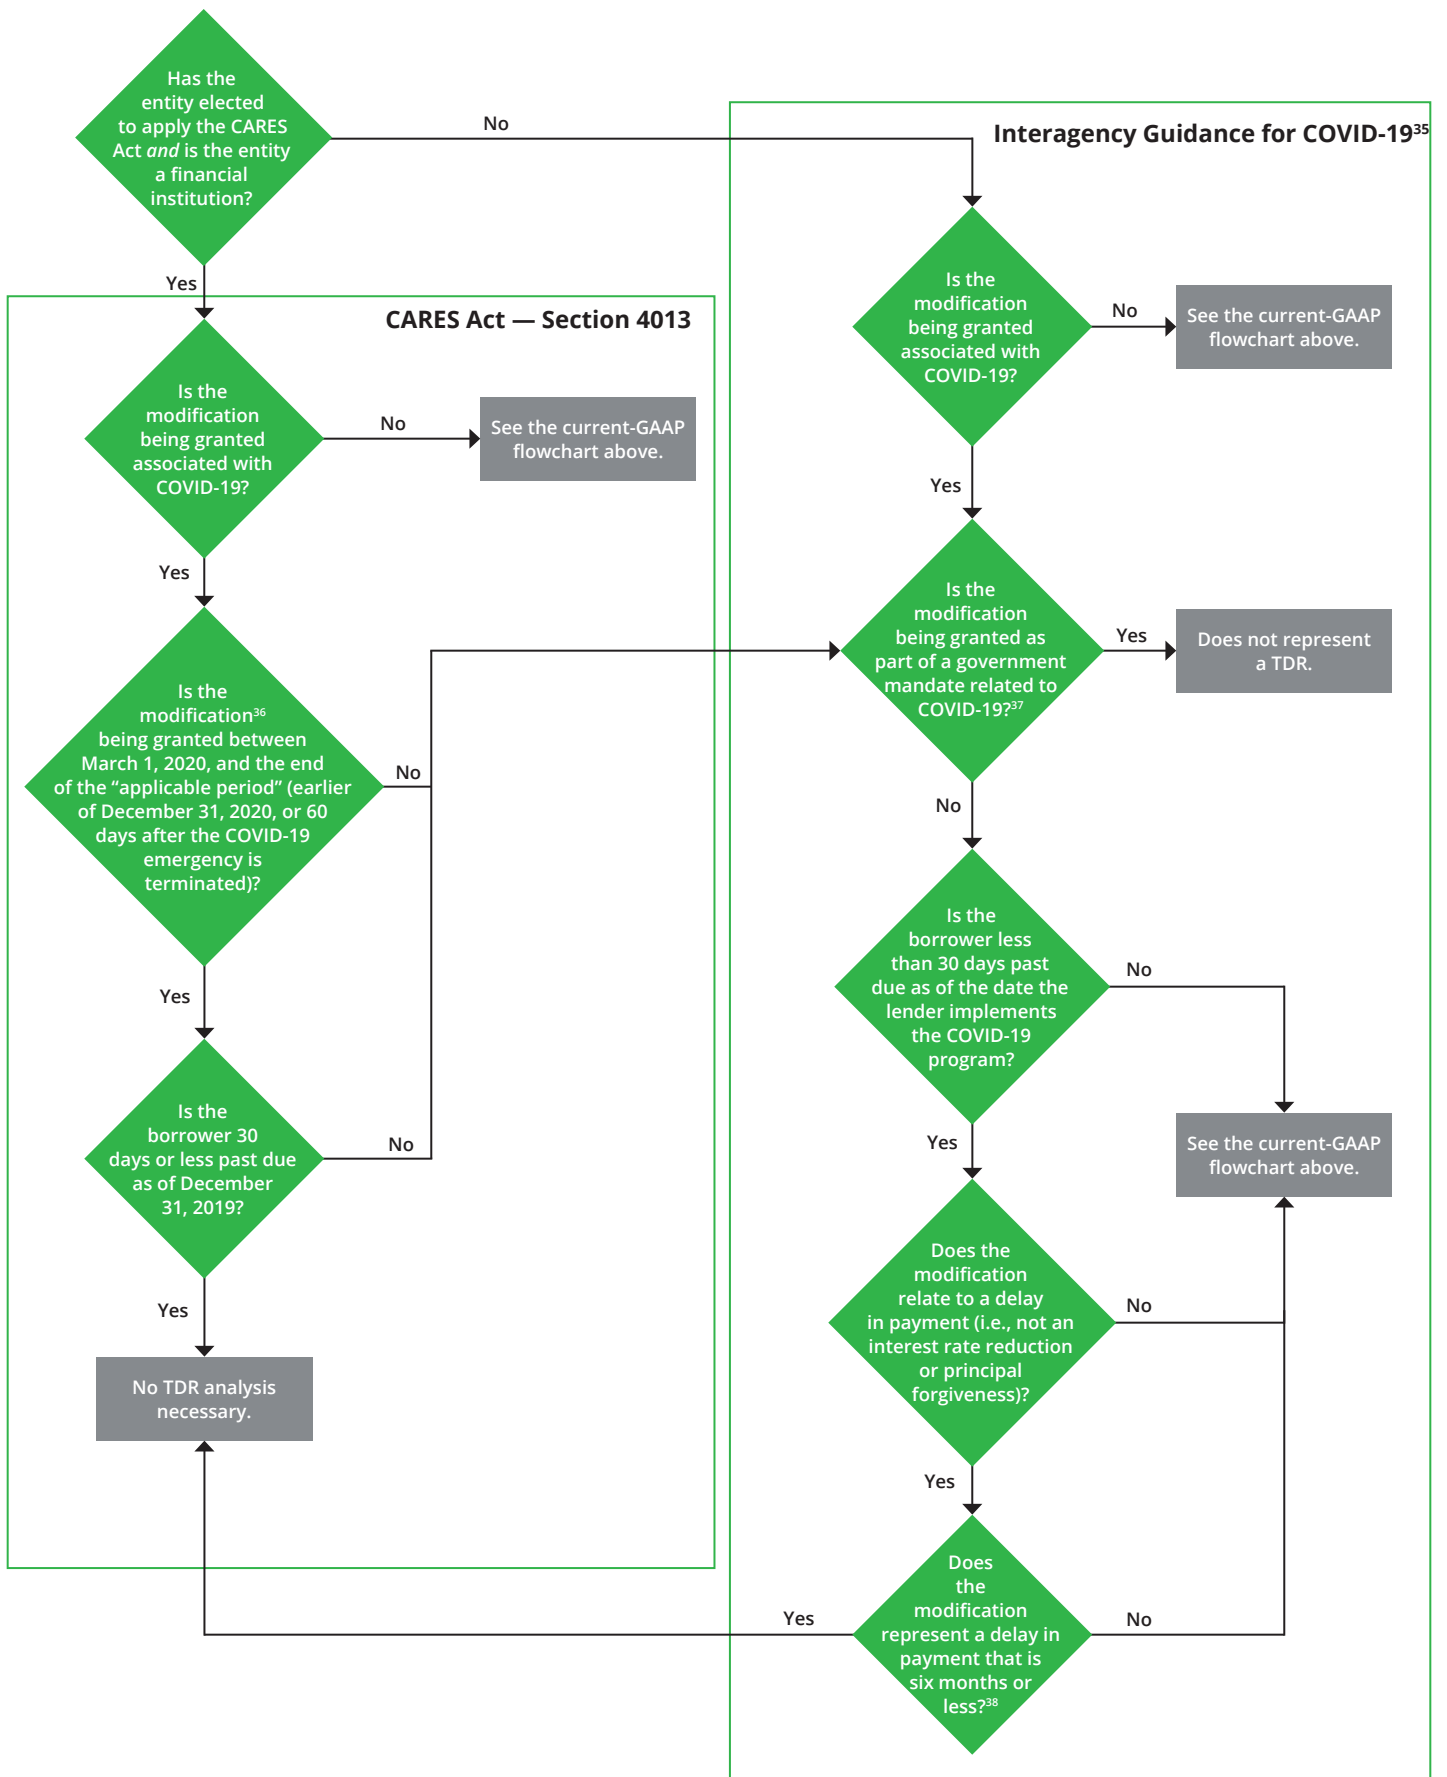 Has the
entity elected
to apply the CARES
Act and is the entity
a financial
institution?
No
Yes
CARES Act — Section 4013
Is the
modification
being granted
associated with
COVID-19?
No
See the current-GAAP
flowchart above.
Yes
Is the
modification³⁶
being granted between
March 1, 2020, and the end
of the “applicable period” (earlier
of December 31, 2020, or 60
days after the COVID-19
emergency is
terminated)?
No
Yes
Is the
borrower 30
days or less past due
as of December
31, 2019?
No
Yes
No TDR analysis
necessary.
Interagency Guidance for COVID-19³⁵
Is the
modification
being granted
associated with
COVID-19?
No
See the current-GAAP
flowchart above.
Yes
Is the
modification
being granted as
part of a government
mandate related to
COVID-19?³⁷
Yes
Does not represent
a TDR.
No
Is the
borrower less
than 30 days past
due as of the date the
lender implements
the COVID-19
program?
No
See the current-GAAP
flowchart above.
Yes
Does the
modification
relate to a delay
in payment (i.e., not an
interest rate reduction
or principal
forgiveness)?
No
Yes
Does
the
modification
represent a delay in
payment that is
six months or
less?³⁸
No
Yes